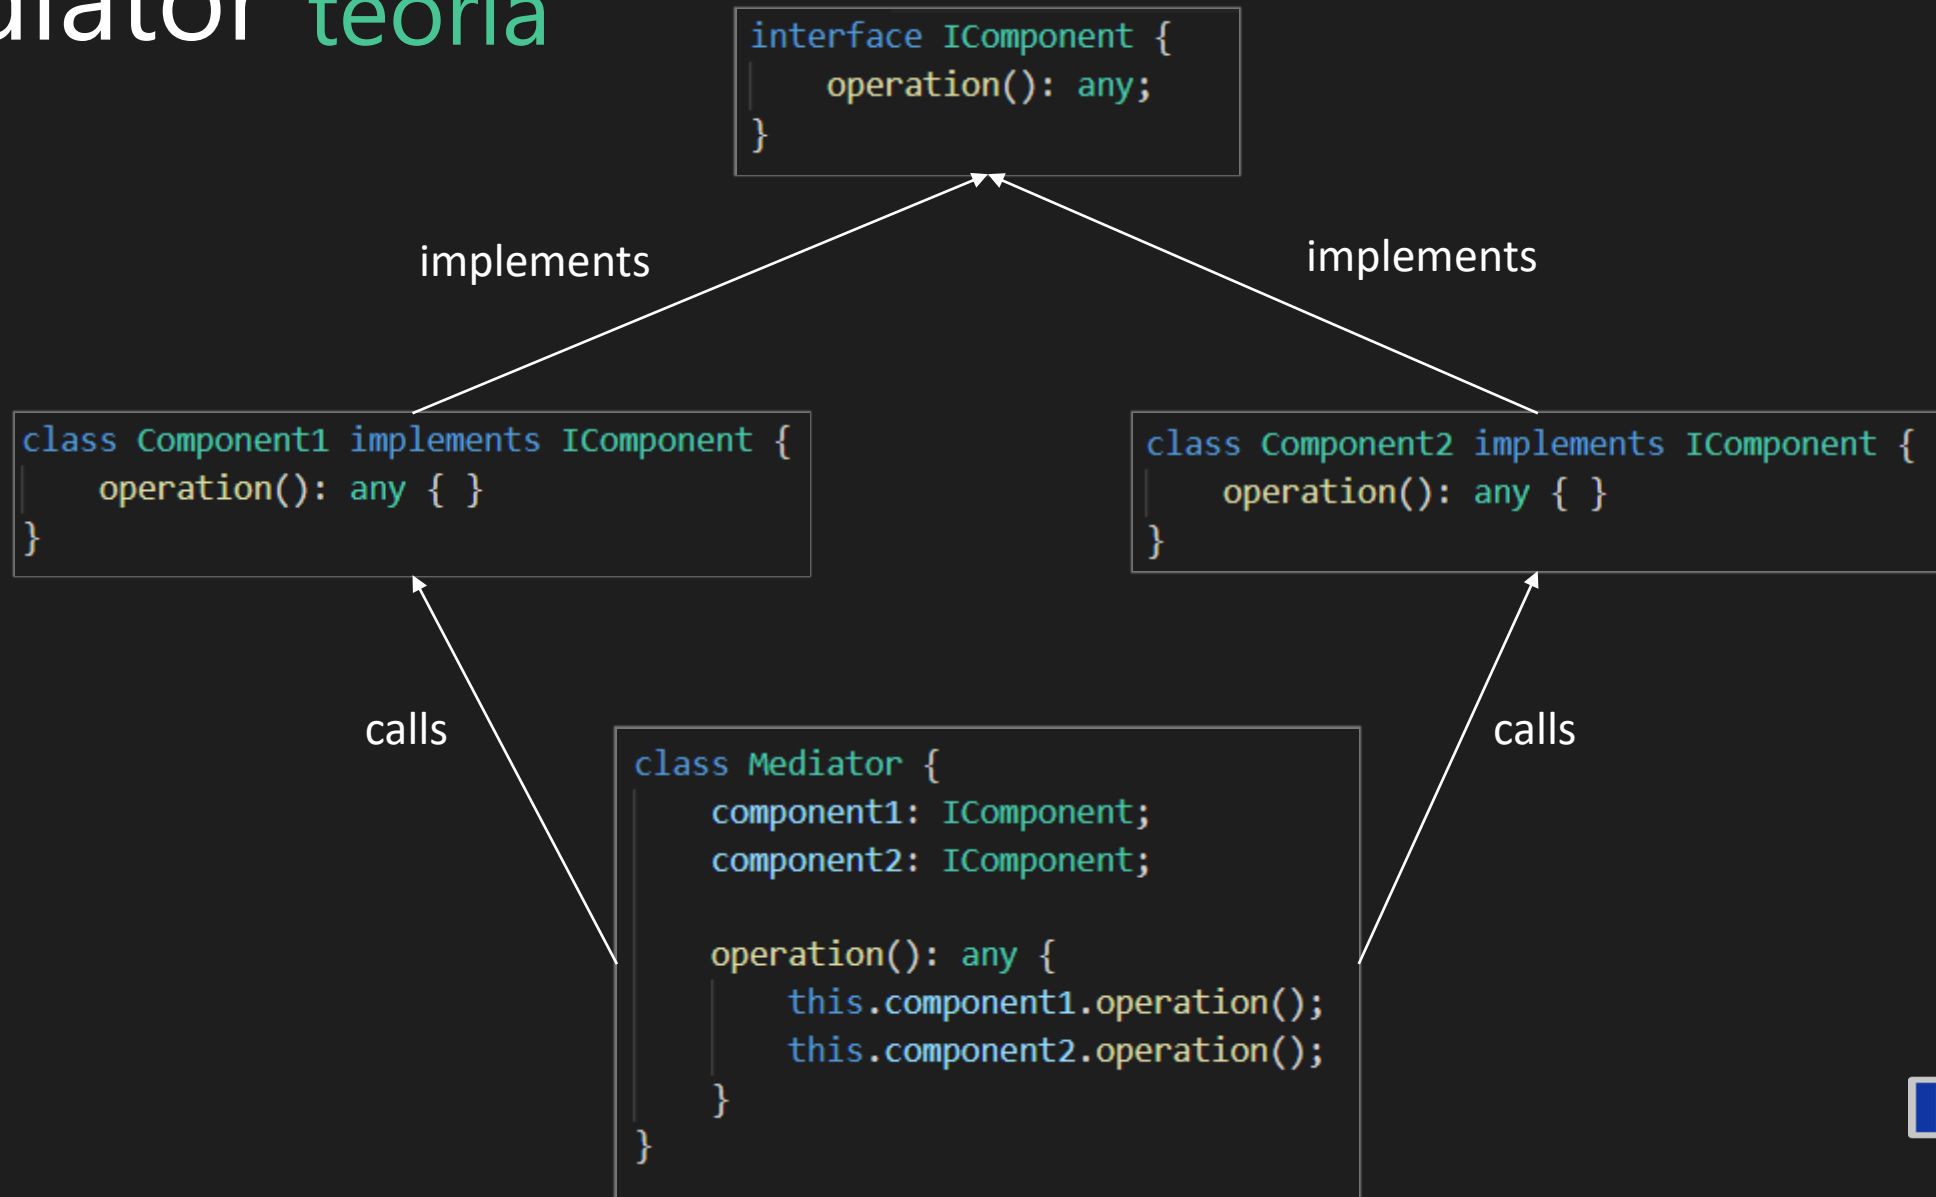 diator teoria
interface IComponent {
operation(): any;
}
implements
implements
class Component1 implements IComponent {
operation(): any { }
}
class Component2 implements IComponent {
operation(): any { }
}
calls
calls
class Mediator {
component1: IComponent;
component2: IComponent;
operation(): any {
this.component1.operation();
this.component2.operation();
}
}